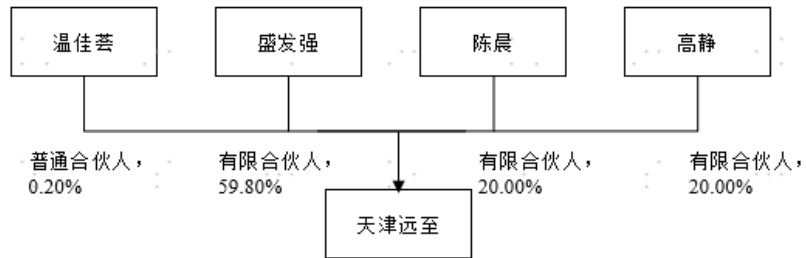 温佳荟
盛发强
陈晨
高静
普通合伙人，
0.20%
有限合伙人，
59.80%
有限合伙人，
20.00%
有限合伙人，
20.00%
天津远至